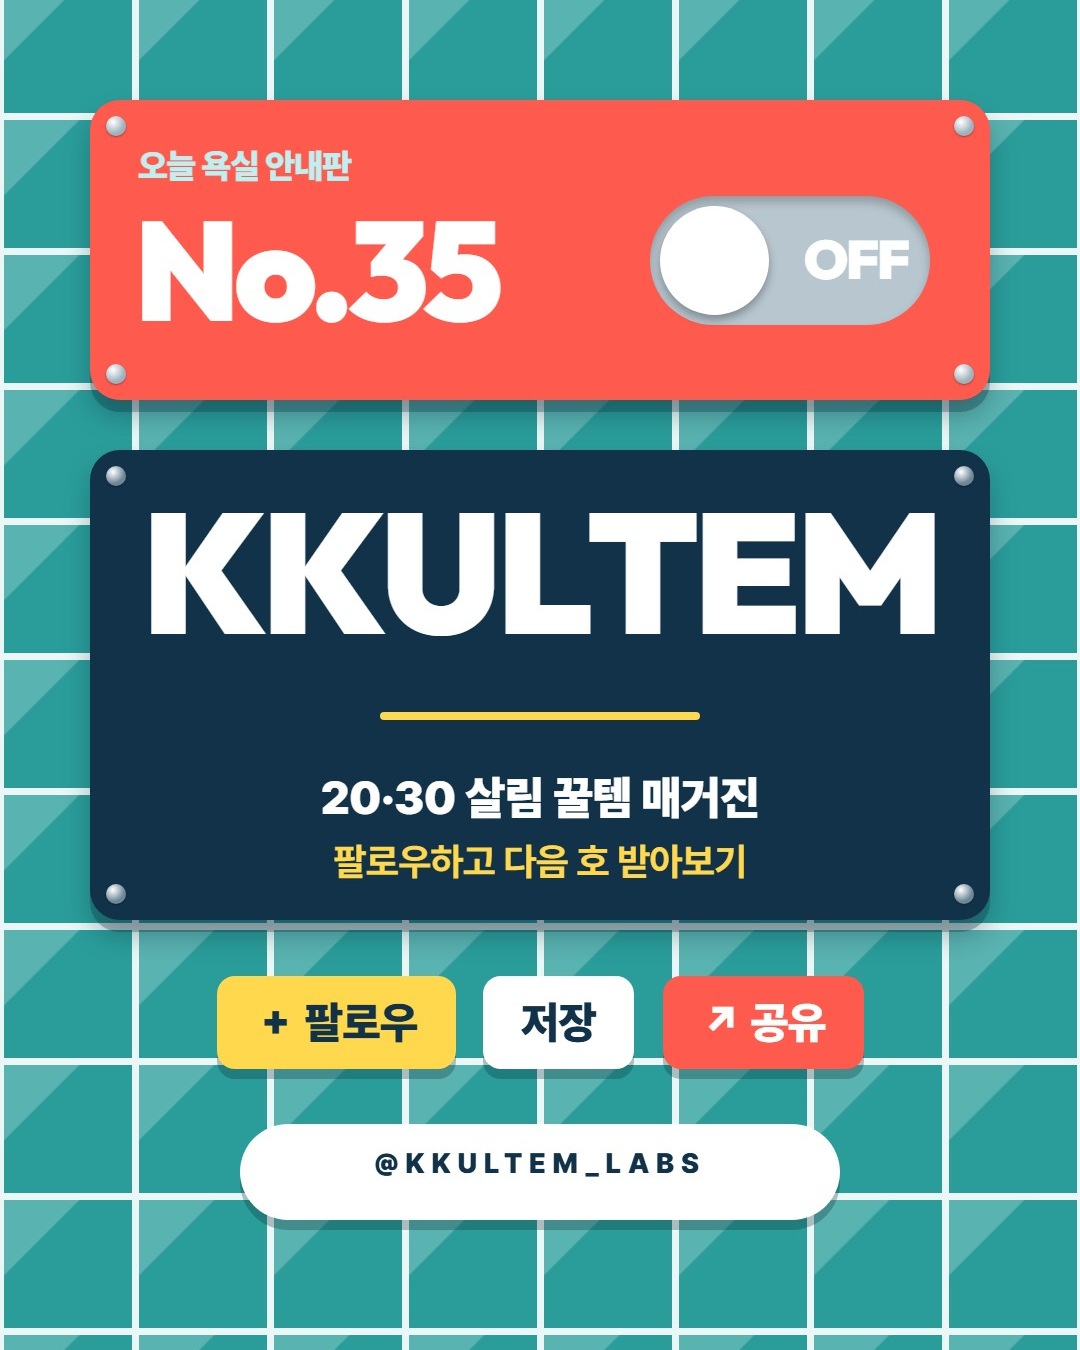 오늘 욕실 안내판
No.35
OFF
KKULTEM
20·30 살림 꿀템 매거진
팔로우하고 다음 호 받아보기
+ 팔로우
저장
↗ 공유
@KKULTEM_LABS